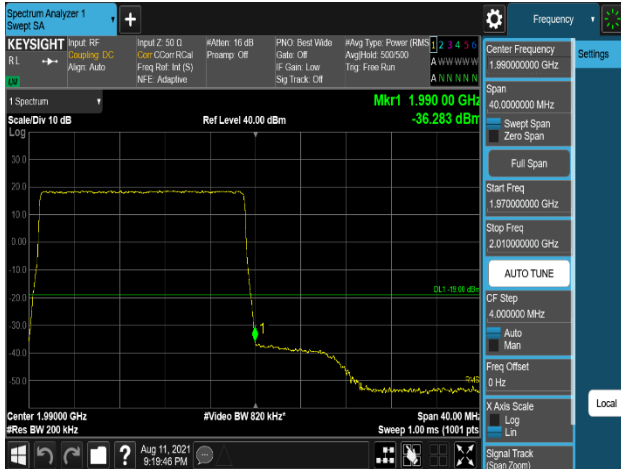 Spectrum Analyzer 1
Swept SA
+
Frequency
KEYSIGHT
R L
LV
Input: RF
Coupling: DC
Align: Auto
Input Z: 50 Ω
Corr CCorr RCal
Freq Ref: Int (S)
NFE: Adaptive
#Atten: 16 dB
Preamp: Off
PNO: Best Wide
Gate: Off
IF Gain: Low
Sig Track: Off
#Avg Type: Power (RMS
Avg|Hold: 500/500
Trig: Free Run
1 2 3 4 5 6
A W W W W W
A N N N N N
1 Spectrum
Scale/Div 10 dB
Log
Ref Level 40.00 dBm
Mkr1 1.990 00 GHz
-36.283 dBm
30.0
20.0
10.0
0.00
-10.0
-20.0
-30.0
-40.0
-50.0
DL1 -19.00 dBm
1
RMS
Center 1.99000 GHz
#Res BW 200 kHz
#Video BW 820 kHz*
Span 40.00 MHz
Sweep 1.00 ms (1001 pts
Center Frequency
1.990000000 GHz
Settings
Span
40.0000000 MHz
Swept Span
Zero Span
Full Span
Start Freq
1.970000000 GHz
Stop Freq
2.010000000 GHz
AUTO TUNE
CF Step
4.000000 MHz
Auto
Man
Freq Offset
0 Hz
X Axis Scale
Log
Lin
Local
Signal Track
(Span Zoom)
?
Aug 11, 2021
9:19:46 PM